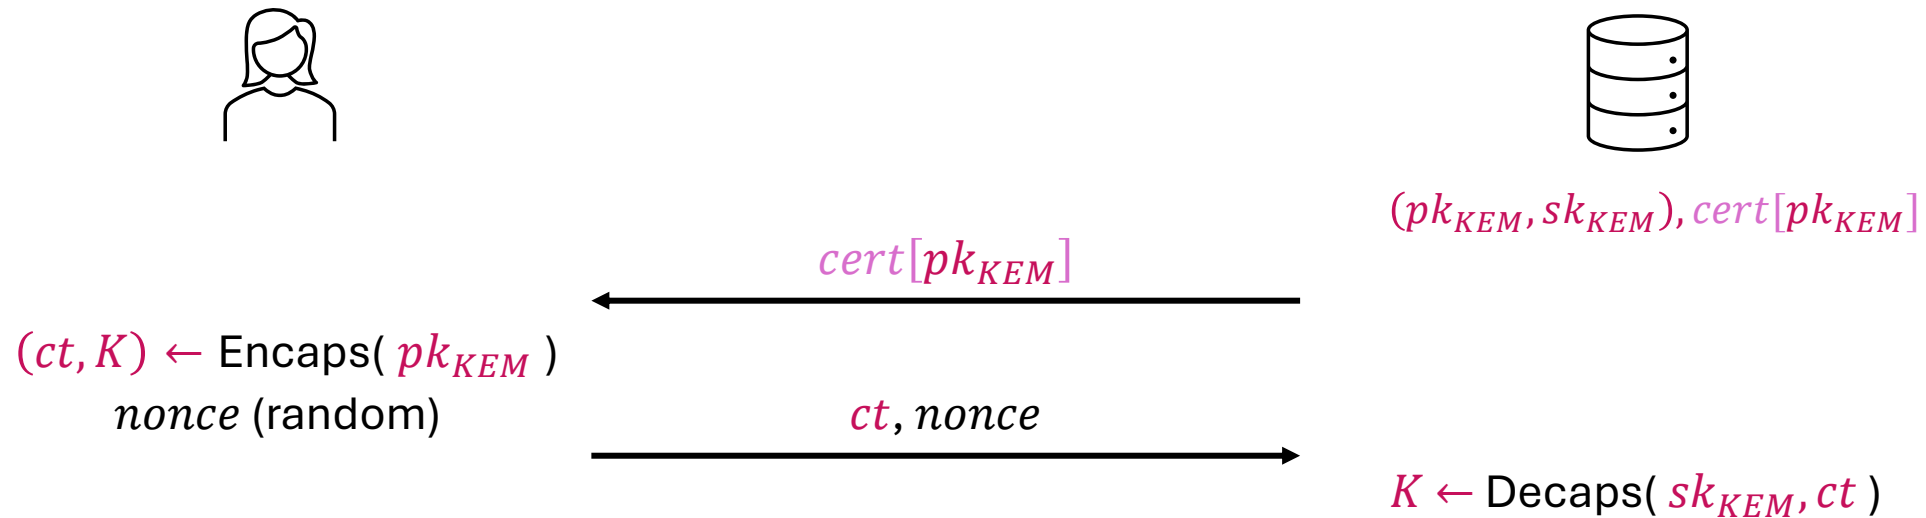 (pk_KEM, sk_KEM), cert[pk_KEM]
cert[pk_KEM]
(ct, K) ← Encaps( pk_KEM )
nonce (random)
ct, nonce
K ← Decaps( sk_KEM, ct )